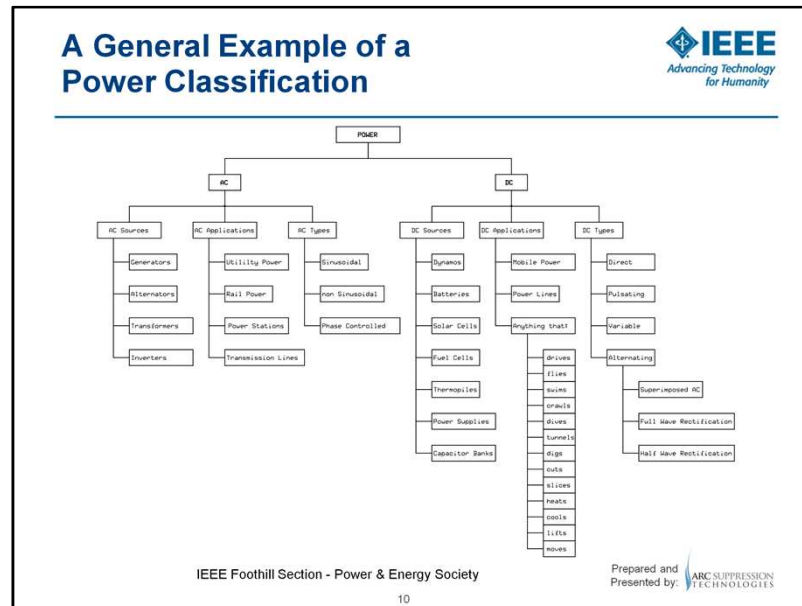 A General Example of a
Power Classification
IEEE
Advancing Technology
for Humanity
POWER
AC
DC
AC Sources
AC Applications
AC Types
DC Sources
DC Applications
DC Types
Generators
Utililty Power
Sinusoidal
Dynamos
Mobile Power
Direct
Alternators
Rail Power
non Sinusoidal
Batteries
Power Lines
Pulsating
Transformers
Power Stations
Phase Controlled
Solar Cells
Anything that:
Variable
Inverters
Transmission Lines
Fuel Cells
drives
Alternating
flies
Thermopiles
swims
Superimposed AC
crawls
Power Supplies
dives
Full Wave Rectification
tunnels
Capacitor Banks
digs
Half Wave Rectification
cuts
slices
heats
cools
lifts
moves
IEEE Foothill Section - Power & Energy Society
Prepared and
Presented by:
ARC SUPPRESSION
TECHNOLOGIES
10